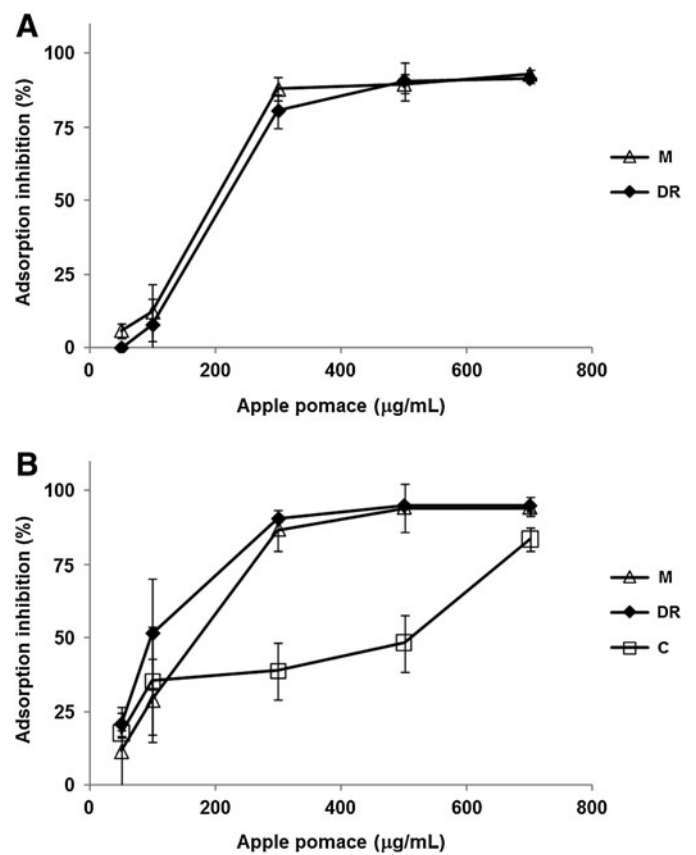 A
100
75
50
25
0
Adsorption inhibition (%)
0 200 400 600 800
Apple pomace (µg/mL)
M
DR
B
100
75
50
25
0
Adsorption inhibition (%)
0 200 400 600 800
Apple pomace (µg/mL)
M
DR
C